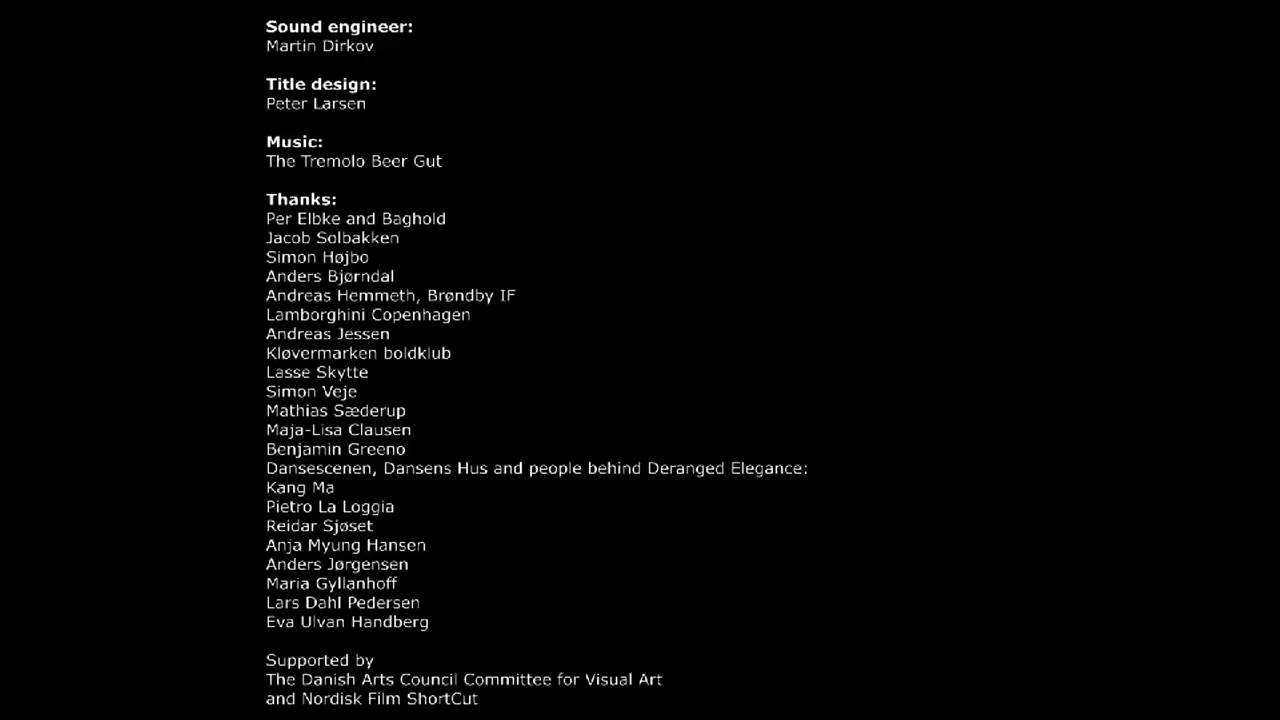 Sound engineer:
Martin Dirkov
Title design:
Peter Larsen
Music:
The Tremolo Beer Gut
Thanks:
Per Elbke and Baghold
Jacob Solbakken
Simon Højbo
Anders Bjørndal
Andreas Hemmeth, Brøndby IF
Lamborghini Copenhagen
Andreas Jessen
Kløvermarken boldklub
Lasse Skytte
Simon Veje
Mathias Sæderup
Maja-Lisa Clausen
Benjamin Greeno
Dansescenen, Dansens Hus and people behind Deranged Elegance:
Kang Ma
Pietro La Loggia
Reidar Sjøset
Anja Myung Hansen
Anders Jørgensen
Maria Gyllanhoff
Lars Dahl Pedersen
Eva Ulvan Handberg
Supported by
The Danish Arts Council Committee for Visual Art
and Nordisk Film ShortCut